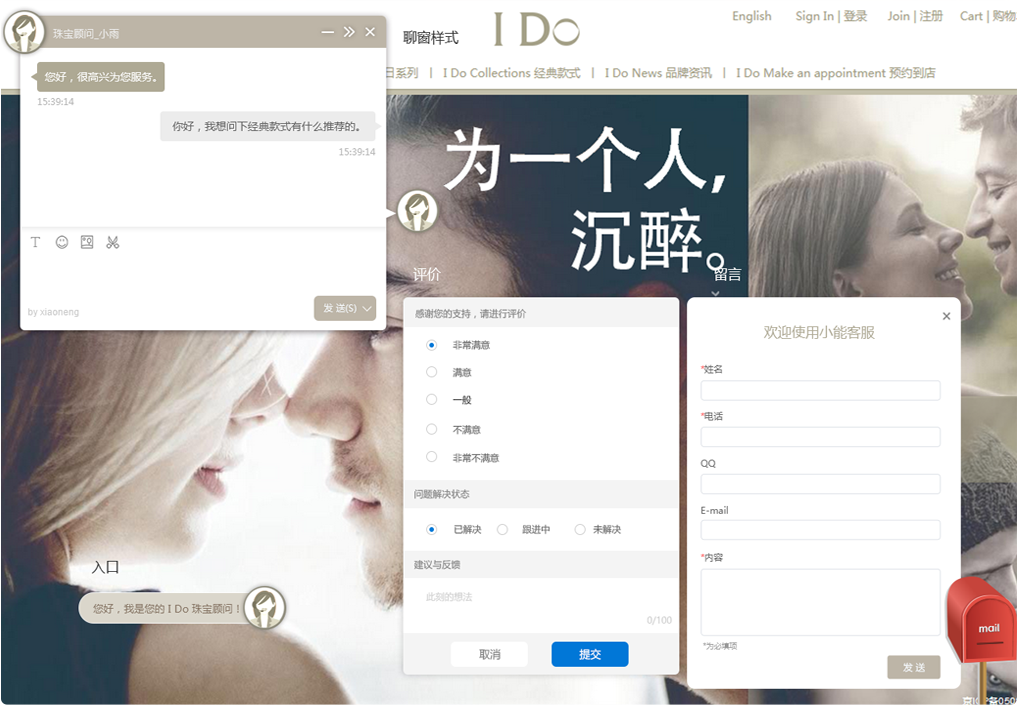 珠宝顾问_小雨
聊窗样式
I Do
English
Sign In | 登录
Join | 注册
Cart | 购物
日系列 | I Do Collections 经典款式 | I Do News 品牌资讯 | I Do Make an appointment 预约到店
您好，很高兴为您服务。
15:39:14
你好，我想问下经典款式有什么推荐的。
15:39:14
为一个人，
沉醉。
by xiaoneng
发 送(S)
评价
留言
感谢您的支持，请进行评价
非常满意
满意
一般
不满意
非常不满意
问题解决状态
已解决
跟进中
未解决
建议与反馈
此刻的想法
0/100
取消
提交
欢迎使用小能客服
*姓名
*电话
QQ
E-mail
*内容
*为必填项
发 送
mail
入口
您好，我是您的 I Do 珠宝顾问！